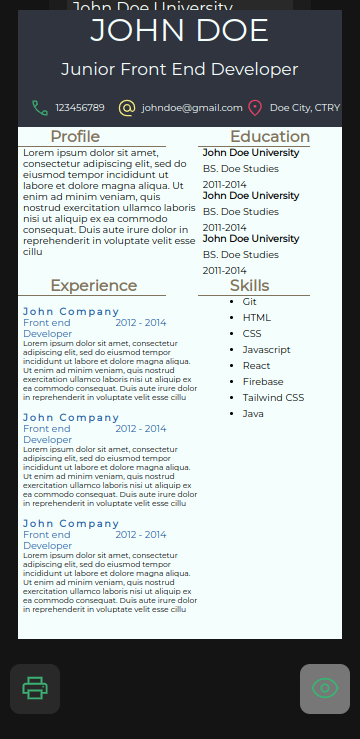 John Doe University
JOHN DOE
Junior Front End Developer
123456789
johndoe@gmail.com
Doe City, CTRY
Profile
Lorem ipsum dolor sit amet,
consectetur adipiscing elit, sed do
eiusmod tempor incididunt ut
labore et dolore magna aliqua. Ut
enim ad minim veniam, quis
nostrud exercitation ullamco laboris
nisi ut aliquip ex ea commodo
consequat. Duis aute irure dolor in
reprehenderit in voluptate velit esse
cillu
Education
John Doe University
BS. Doe Studies
2011-2014
John Doe University
BS. Doe Studies
2011-2014
John Doe University
BS. Doe Studies
2011-2014
Experience
John Company
Front end Developer 2012 - 2014
Lorem ipsum dolor sit amet, consectetur
adipiscing elit, sed do eiusmod tempor
incididunt ut labore et dolore magna aliqua.
Ut enim ad minim veniam, quis nostrud
exercitation ullamco laboris nisi ut aliquip ex
ea commodo consequat. Duis aute irure dolor
in reprehenderit in voluptate velit esse cillu
John Company
Front end Developer 2012 - 2014
Lorem ipsum dolor sit amet, consectetur
adipiscing elit, sed do eiusmod tempor
incididunt ut labore et dolore magna aliqua.
Ut enim ad minim veniam, quis nostrud
exercitation ullamco laboris nisi ut aliquip ex
ea commodo consequat. Duis aute irure dolor
in reprehenderit in voluptate velit esse cillu
John Company
Front end Developer 2012 - 2014
Lorem ipsum dolor sit amet, consectetur
adipiscing elit, sed do eiusmod tempor
incididunt ut labore et dolore magna aliqua.
Ut enim ad minim veniam, quis nostrud
exercitation ullamco laboris nisi ut aliquip ex
ea commodo consequat. Duis aute irure dolor
in reprehenderit in voluptate velit esse cillu
Skills
Git
HTML
CSS
Javascript
React
Firebase
Tailwind CSS
Java